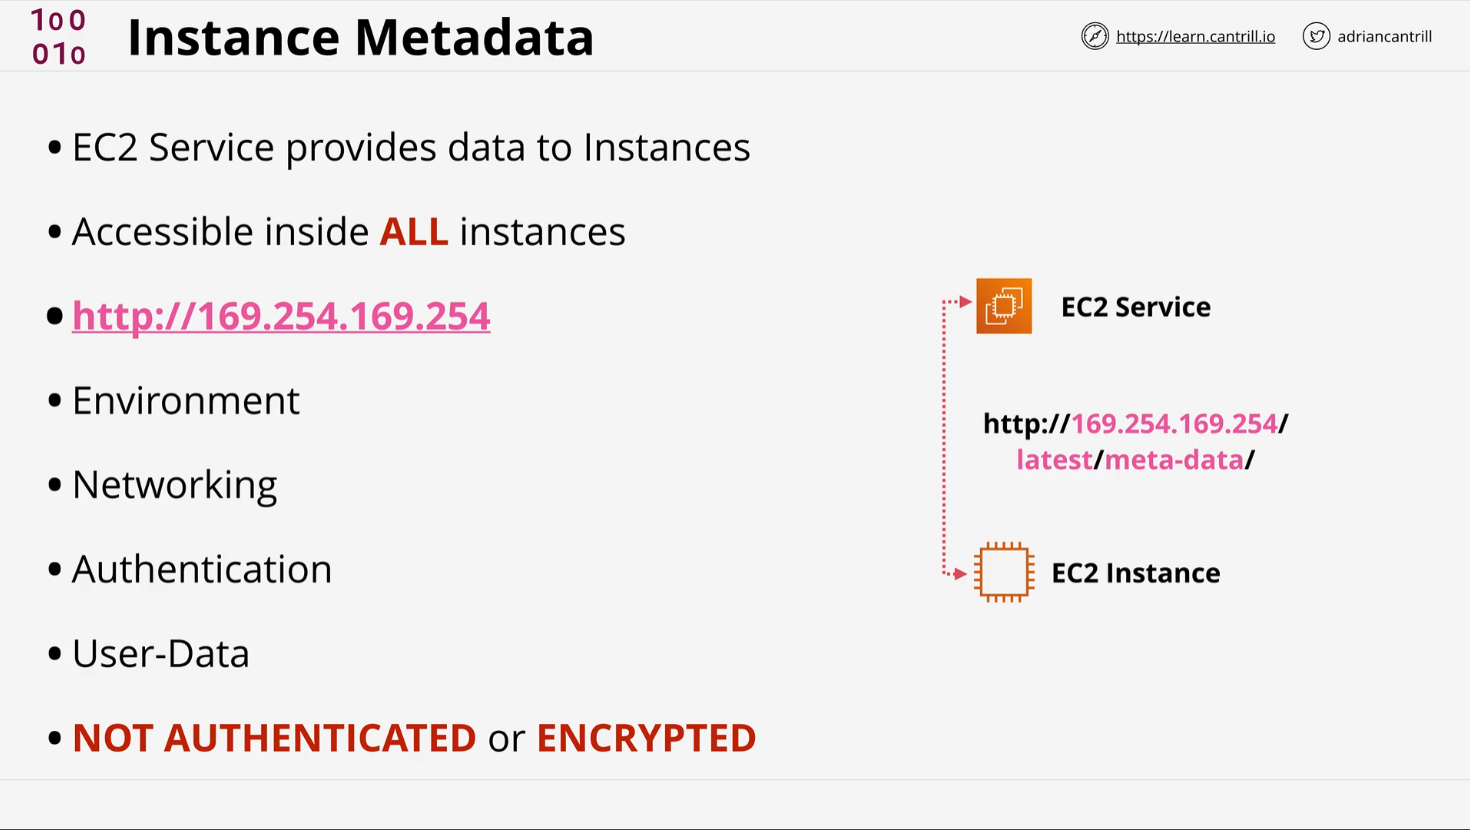 100
010
Instance Metadata
https://learn.cantrill.io
adriancantrill
• EC2 Service provides data to Instances
• Accessible inside ALL instances
• http://169.254.169.254
• Environment
• Networking
• Authentication
• User-Data
• NOT AUTHENTICATED or ENCRYPTED
EC2 Service
http://169.254.169.254/
latest/meta-data/
EC2 Instance